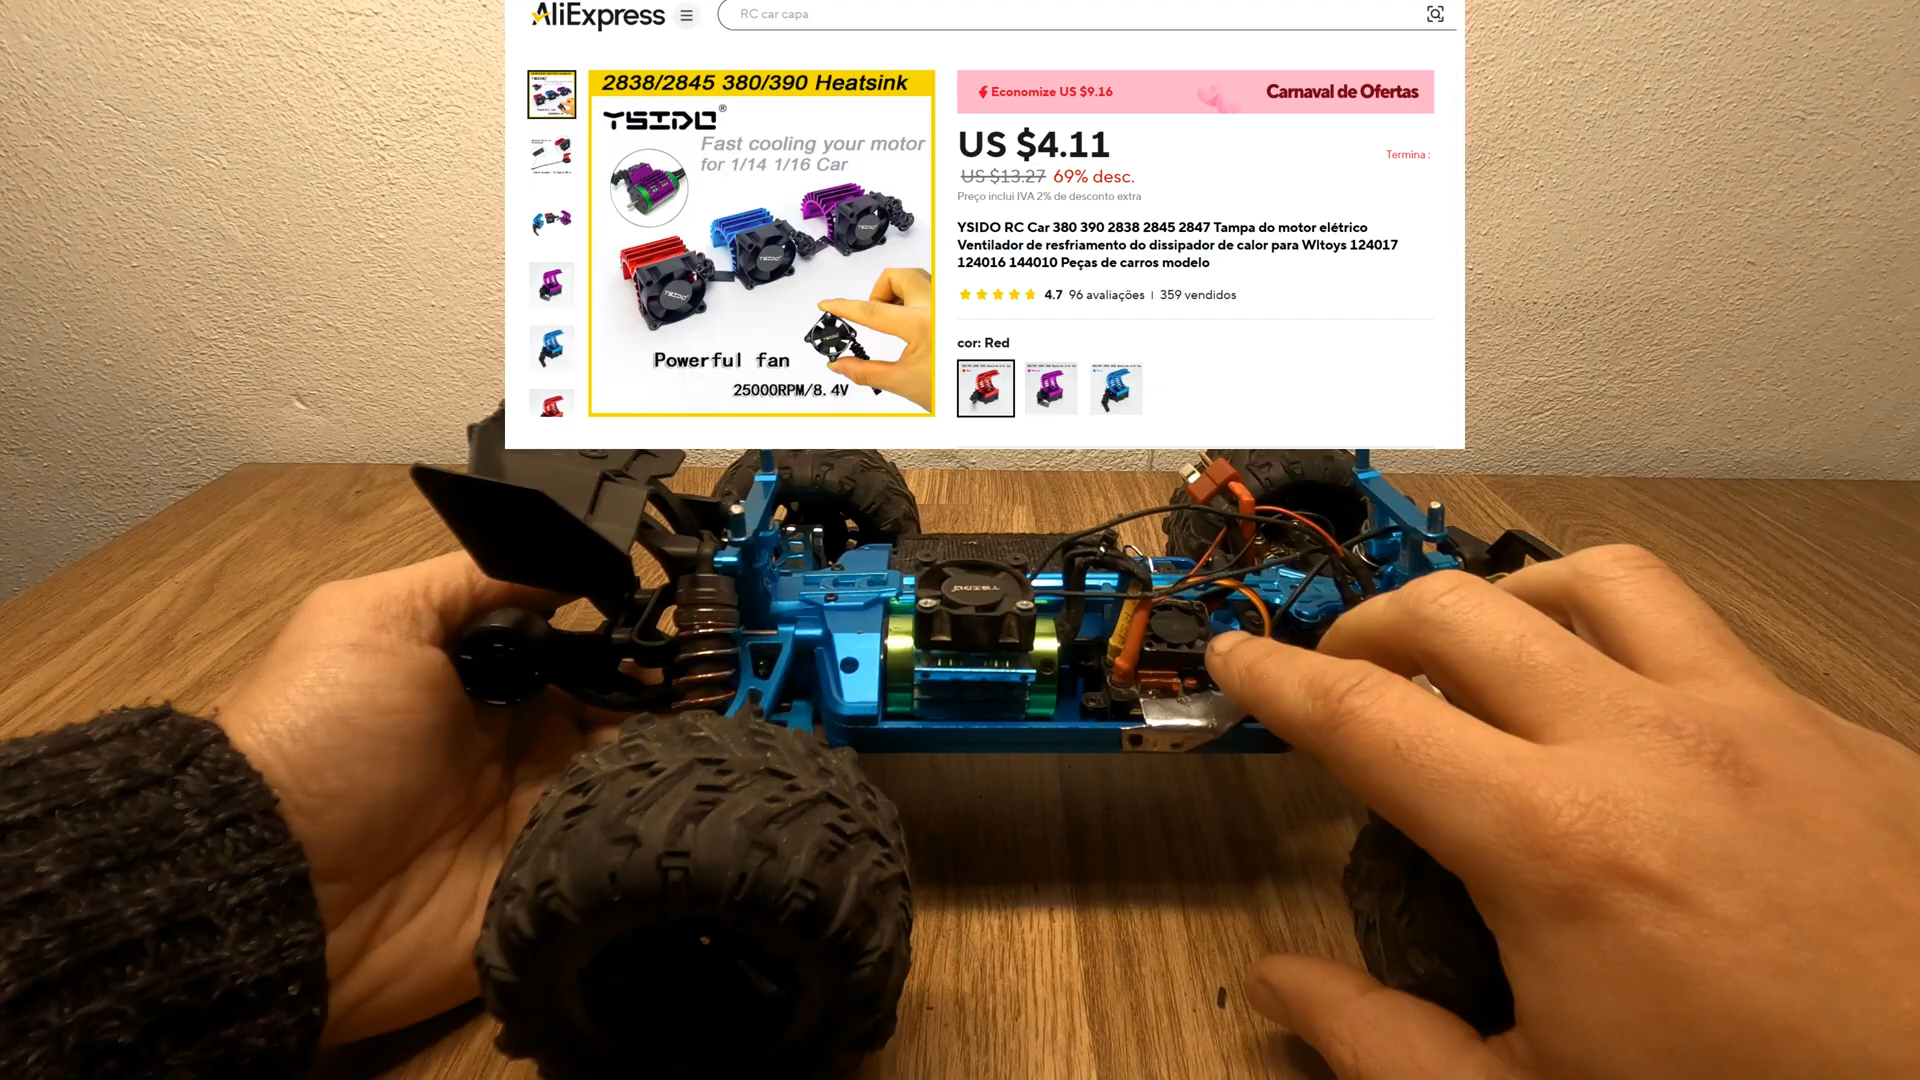 AliExpress
RC car capa
2838/2845 380/390 Heatsink
YSIDO®
Fast cooling your motor
for 1/14 1/16 Car
YSIDO
YSIDO
YSIDO
Powerful fan
25000RPM/8.4V
Economize US $9.16
Carnaval de Ofertas
US $4.11
Termina :
US $13.27 69% desc.
Preço inclui IVA 2% de desconto extra
YSIDO RC Car 380 390 2838 2845 2847 Tampa do motor elétrico
Ventilador de resfriamento do dissipador de calor para Wltoys 124017
124016 144010 Peças de carros modelo
4.7 96 avaliações | 359 vendidos
cor: Red
YSIDO